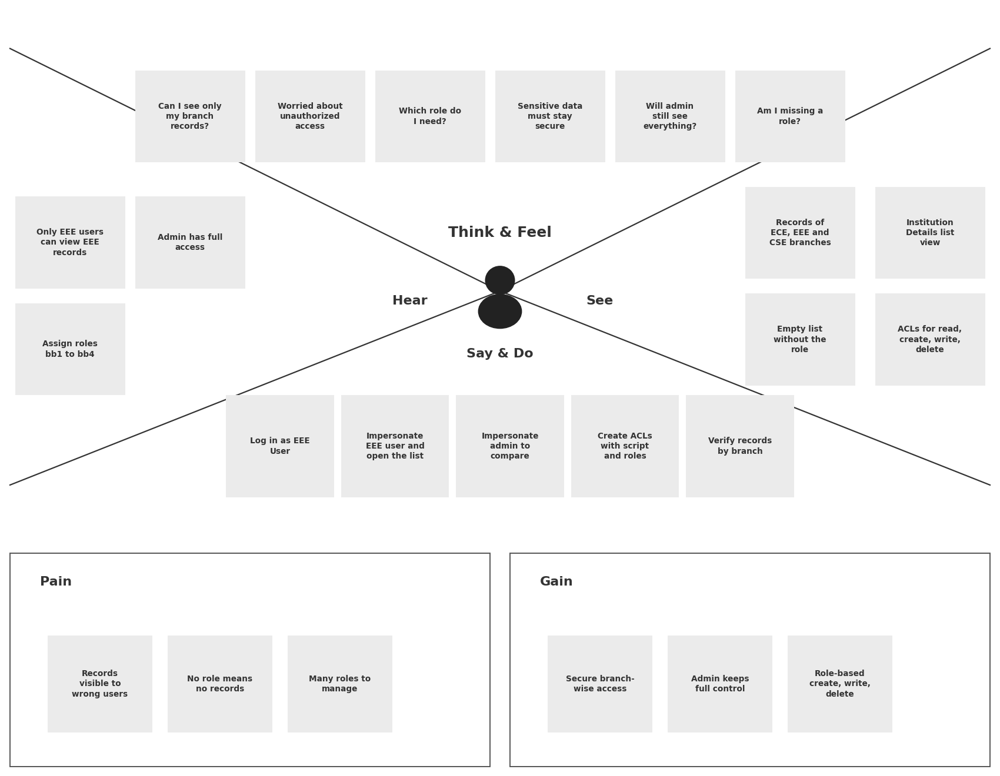 Can I see only
my branch
records?
Worried about
unauthorized
access
Which role do
I need?
Sensitive data
must stay
secure
Will admin
still see
everything?
Am I missing a
role?
Think & Feel
Only EEE users
can view EEE
records
Admin has full
access
Assign roles
bb1 to bb4
Hear
See
Records of
ECE, EEE and
CSE branches
Institution
Details list
view
Empty list
without the
role
ACLs for read,
create, write,
delete
Say & Do
Log in as EEE
User
Impersonate
EEE user and
open the list
Impersonate
admin to
compare
Create ACLs
with script
and roles
Verify records
by branch
Pain
Records
visible to
wrong users
No role means
no records
Many roles to
manage
Gain
Secure branch-
wise access
Admin keeps
full control
Role-based
create, write,
delete